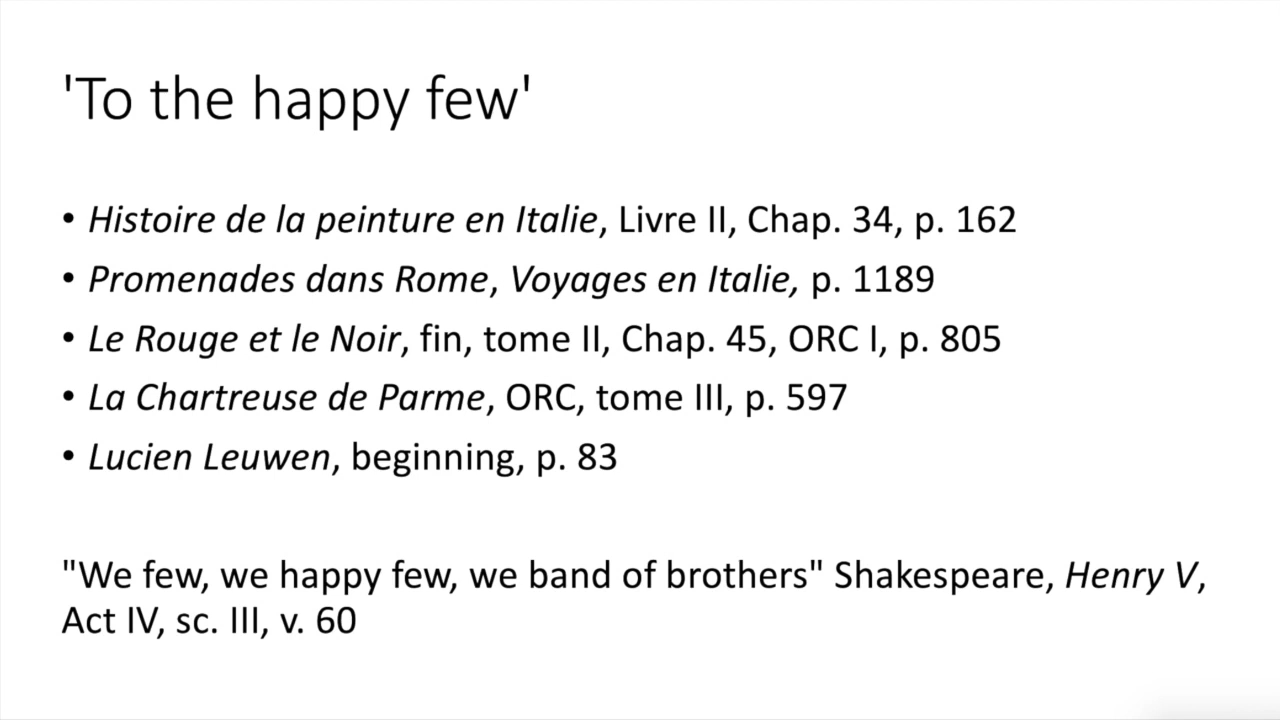 'To the happy few'
• Histoire de la peinture en Italie, Livre II, Chap. 34, p. 162
• Promenades dans Rome, Voyages en Italie, p. 1189
• Le Rouge et le Noir, fin, tome II, Chap. 45, ORC I, p. 805
• La Chartreuse de Parme, ORC, tome III, p. 597
• Lucien Leuwen, beginning, p. 83
"We few, we happy few, we band of brothers" Shakespeare, Henry V,
Act IV, sc. III, v. 60